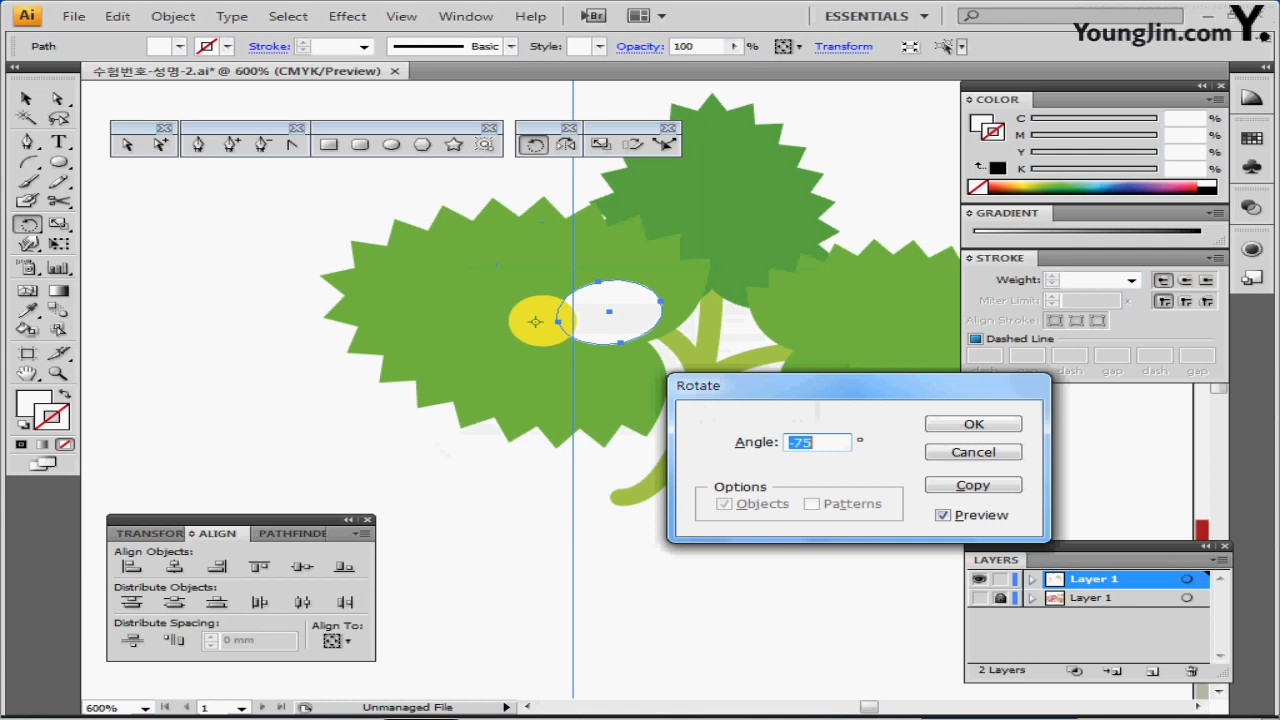 Ai File Edit Object Type Select Effect View Window Help Br ESSENTIALS
YoungJin.com Y.
Path Stroke: Basic Style: Opacity: 100 % Transform
수험번호-성명-2.ai* @ 600% (CMYK/Preview)
COLOR
C %
M %
Y %
K %
GRADIENT
STROKE
Weight:
Miter Limit: x
Align Stroke:
Dashed Line
dash gap dash gap dash gap
Rotate
Angle: -75 °
OK
Cancel
Copy
Options
Objects Patterns
Preview
TRANSFOR ALIGN PATHFINDE
Align Objects:
Distribute Objects:
Distribute Spacing: Align To:
0 mm
LAYERS
Layer 1
Layer 1
2 Layers
600% 1 Unmanaged File